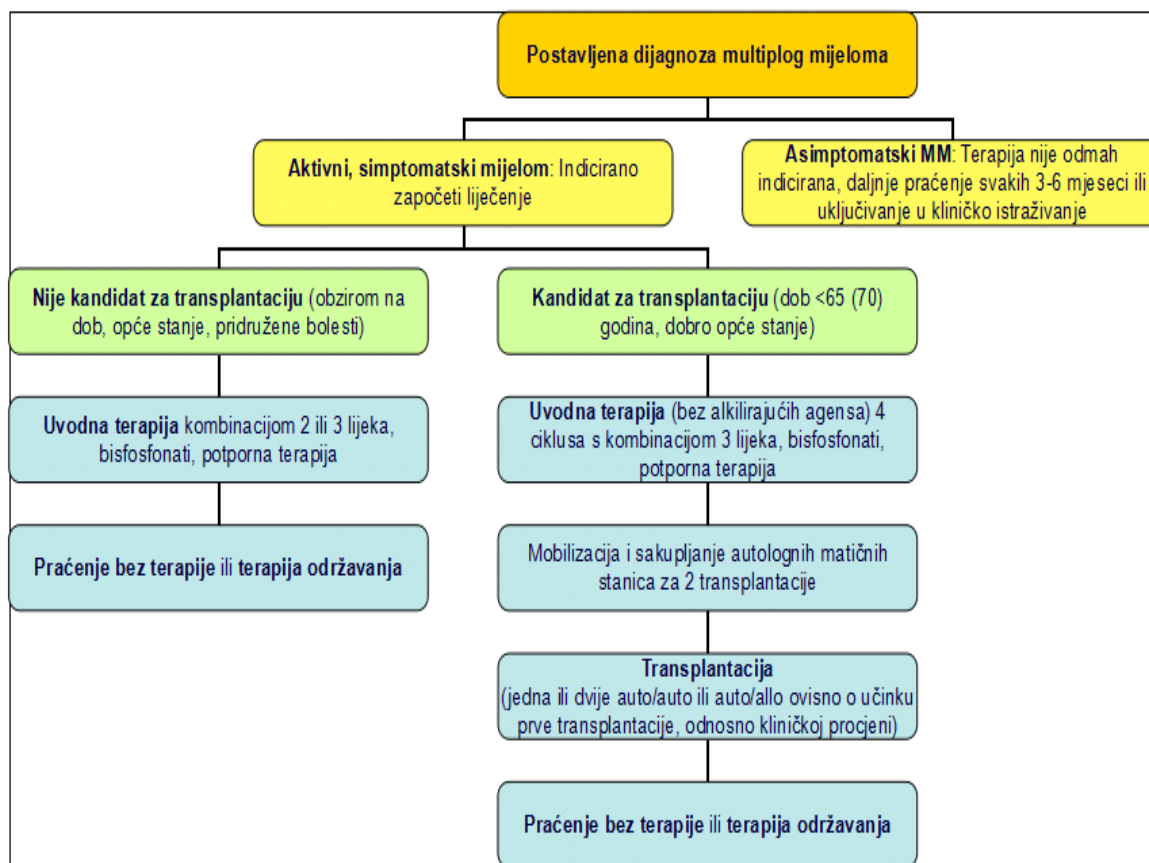 Postavljena dijagnoza multiplog mijeloma
Aktivni, simptomatski mijelom: Indicirano
započeti liječenje
Asimptomatski MM: Terapija nije odmah
indicirana, daljnje praćenje svakih 3-6 mjeseci ili
uključivanje u kliničko istraživanje
Nije kandidat za transplantaciju (obzirom na
dob, opće stanje, pridružene bolesti)
Kandidat za transplantaciju (dob <65 (70)
godina, dobro opće stanje)
Uvodna terapija kombinacijom 2 ili 3 lijeka,
bisfosfonati, potporna terapija
Uvodna terapija (bez alkilirajućih agensa) 4
ciklusa s kombinacijom 3 lijeka, bisfosfonati,
potporna terapija
Praćenje bez terapije ili terapija održavanja
Mobilizacija i sakupljanje autolognih matičnih
stanica za 2 transplantacije
Transplantacija
(jedna ili dvije auto/auto ili auto/allo ovisno o učinku
prve transplantacije, odnosno kliničkoj procjeni)
Praćenje bez terapije ili terapija održavanja